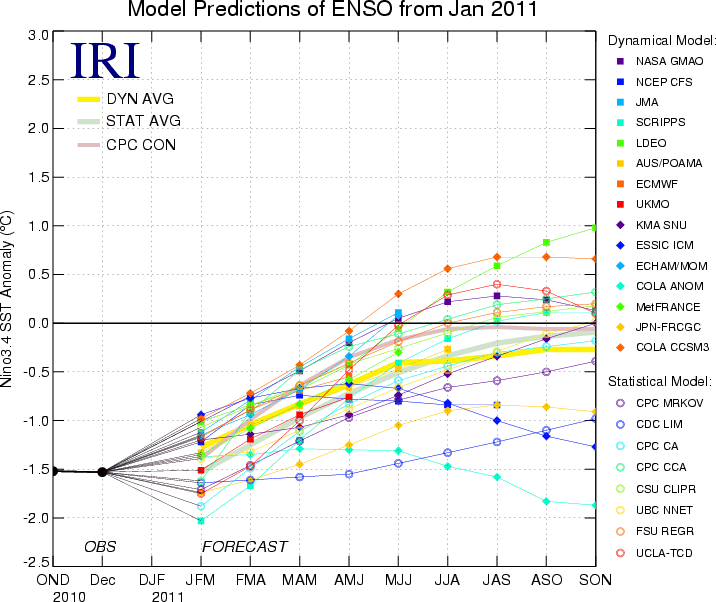 Model Predictions of ENSO from Jan 2011
IRI
DYN AVG
STAT AVG
CPC CON
Nino3.4 SST Anomaly (°C)
3.0
2.5
2.0
1.5
1.0
0.5
0.0
-0.5
-1.0
-1.5
-2.0
-2.5
OBS FORECAST
OND Dec DJF JFM FMA MAM AMJ MJJ JJA JAS ASO SON
2010 2011
Dynamical Model:
NASA GMAO
NCEP CFS
JMA
SCRIPPS
LDEO
AUS/POAMA
ECMWF
UKMO
KMA SNU
ESSIC ICM
ECHAM/MOM
COLA ANOM
MetFRANCE
JPN-FRCGC
COLA CCSM3
Statistical Model:
CPC MRKOV
CDC LIM
CPC CA
CPC CCA
CSU CLIPR
UBC NNET
FSU REGR
UCLA-TCD